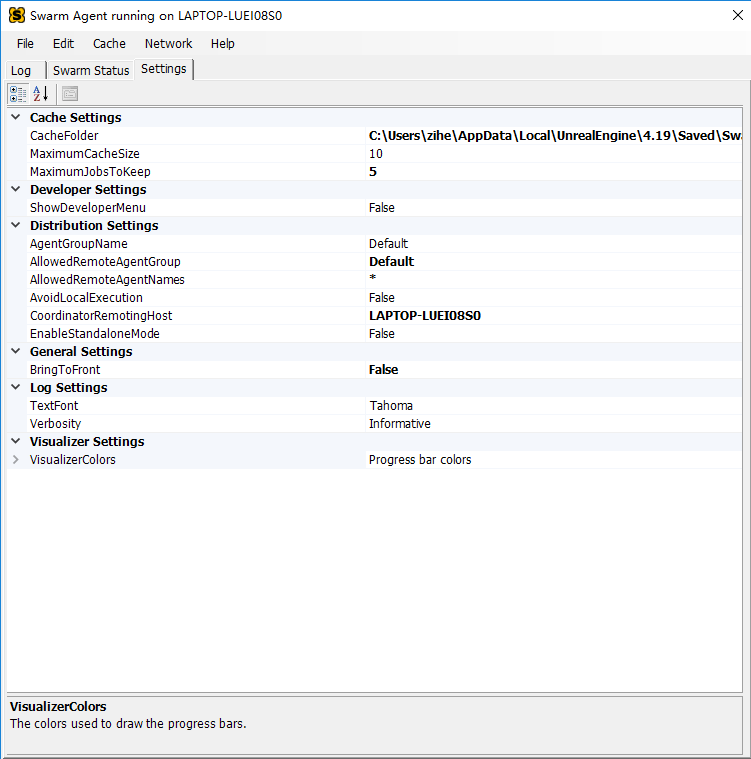 Swarm Agent running on LAPTOP-LUEI08S0
File Edit Cache Network Help
Log Swarm Status Settings
Cache Settings
CacheFolder C:\Users\zihe\AppData\Local\UnrealEngine\4.19\Saved\Swa
MaximumCacheSize 10
MaximumJobsToKeep 5
Developer Settings
ShowDeveloperMenu False
Distribution Settings
AgentGroupName Default
AllowedRemoteAgentGroup Default
AllowedRemoteAgentNames *
AvoidLocalExecution False
CoordinatorRemotingHost LAPTOP-LUEI08S0
EnableStandaloneMode False
General Settings
BringToFront False
Log Settings
TextFont Tahoma
Verbosity Informative
Visualizer Settings
VisualizerColors Progress bar colors
VisualizerColors
The colors used to draw the progress bars.